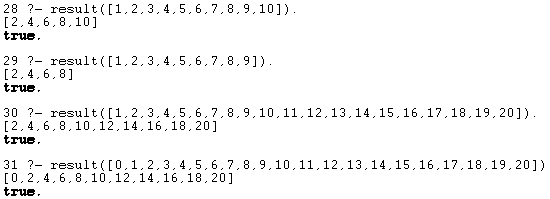 28 ?- result([1,2,3,4,5,6,7,8,9,10]).
[2,4,6,8,10]
true.
29 ?- result([1,2,3,4,5,6,7,8,9]).
[2,4,6,8]
true.
30 ?- result([1,2,3,4,5,6,7,8,9,10,11,12,13,14,15,16,17,18,19,20]).
[2,4,6,8,10,12,14,16,18,20]
true.
31 ?- result([0,1,2,3,4,5,6,7,8,9,10,11,12,13,14,15,16,17,18,19,20])
[0,2,4,6,8,10,12,14,16,18,20]
true.